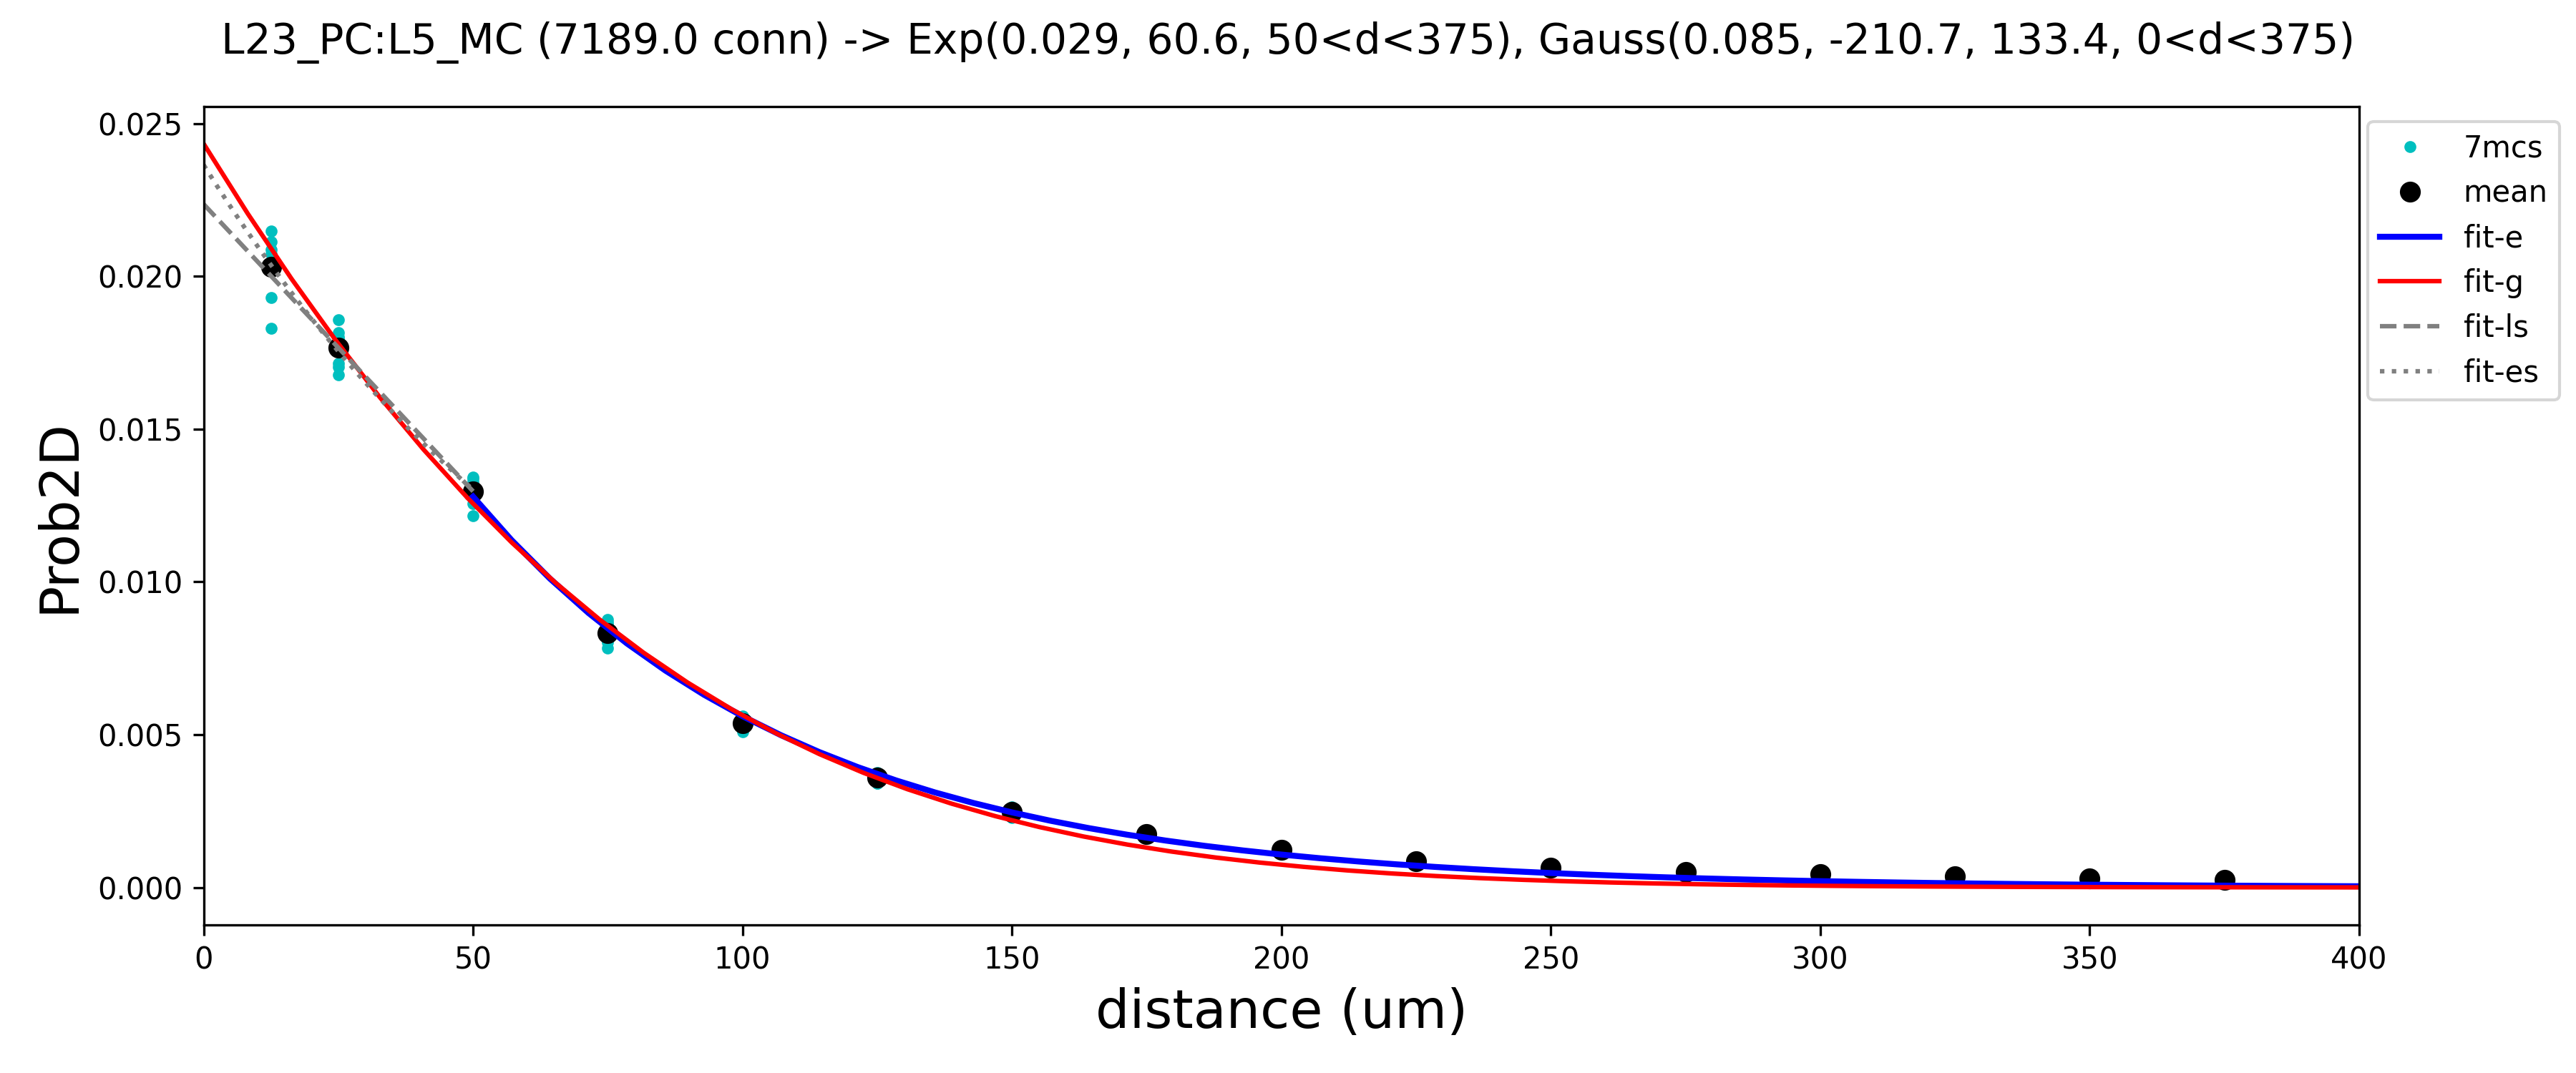 L23_PC:L5_MC (7189.0 conn) -> Exp(0.029, 60.6, 50<d<375), Gauss(0.085, -210.7, 133.4, 0<d<375)
0.025
0.020
0.015
0.010
0.005
0.000
Prob2D
0 50 100 150 200 250 300 350 400
distance (um)
7mcs
mean
fit-e
fit-g
fit-ls
fit-es